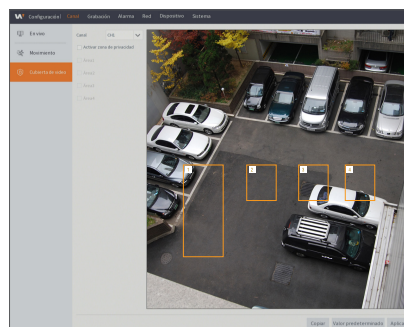 Configuración| Canal Grabación Alarma Red Dispositivo Sistema
En vivo
Movimiento
Cubierta de video
Canal CH1
Activar zona de privacidad
1 2 3 4
Copiar Valor predeterminado Aplicar